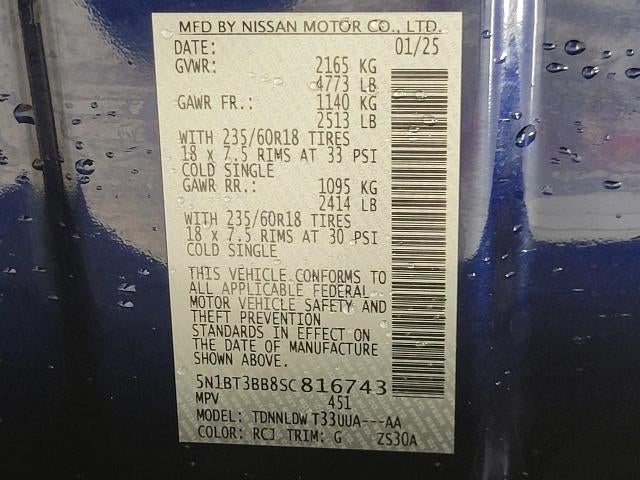 MFD BY NISSAN MOTOR CO., LTD.
DATE: 01/25
GVWR: 2165 KG
4773 LB
GAWR FR.: 1140 KG
2513 LB
WITH 235/60R18 TIRES
18 x 7.5 RIMS AT 33 PSI
COLD SINGLE
GAWR RR.: 1095 KG
2414 LB
WITH 235/60R18 TIRES
18 x 7.5 RIMS AT 30 PSI
COLD SINGLE
THIS VEHICLE CONFORMS TO
ALL APPLICABLE FEDERAL
MOTOR VEHICLE SAFETY AND
THEFT PREVENTION
STANDARDS IN EFFECT ON
THE DATE OF MANUFACTURE
SHOWN ABOVE.
5N1BT3BB8SC816743
MPV 451
MODEL: TDNNLDW T33UUA---AA
COLOR: RCJ TRIM: G ZS30A